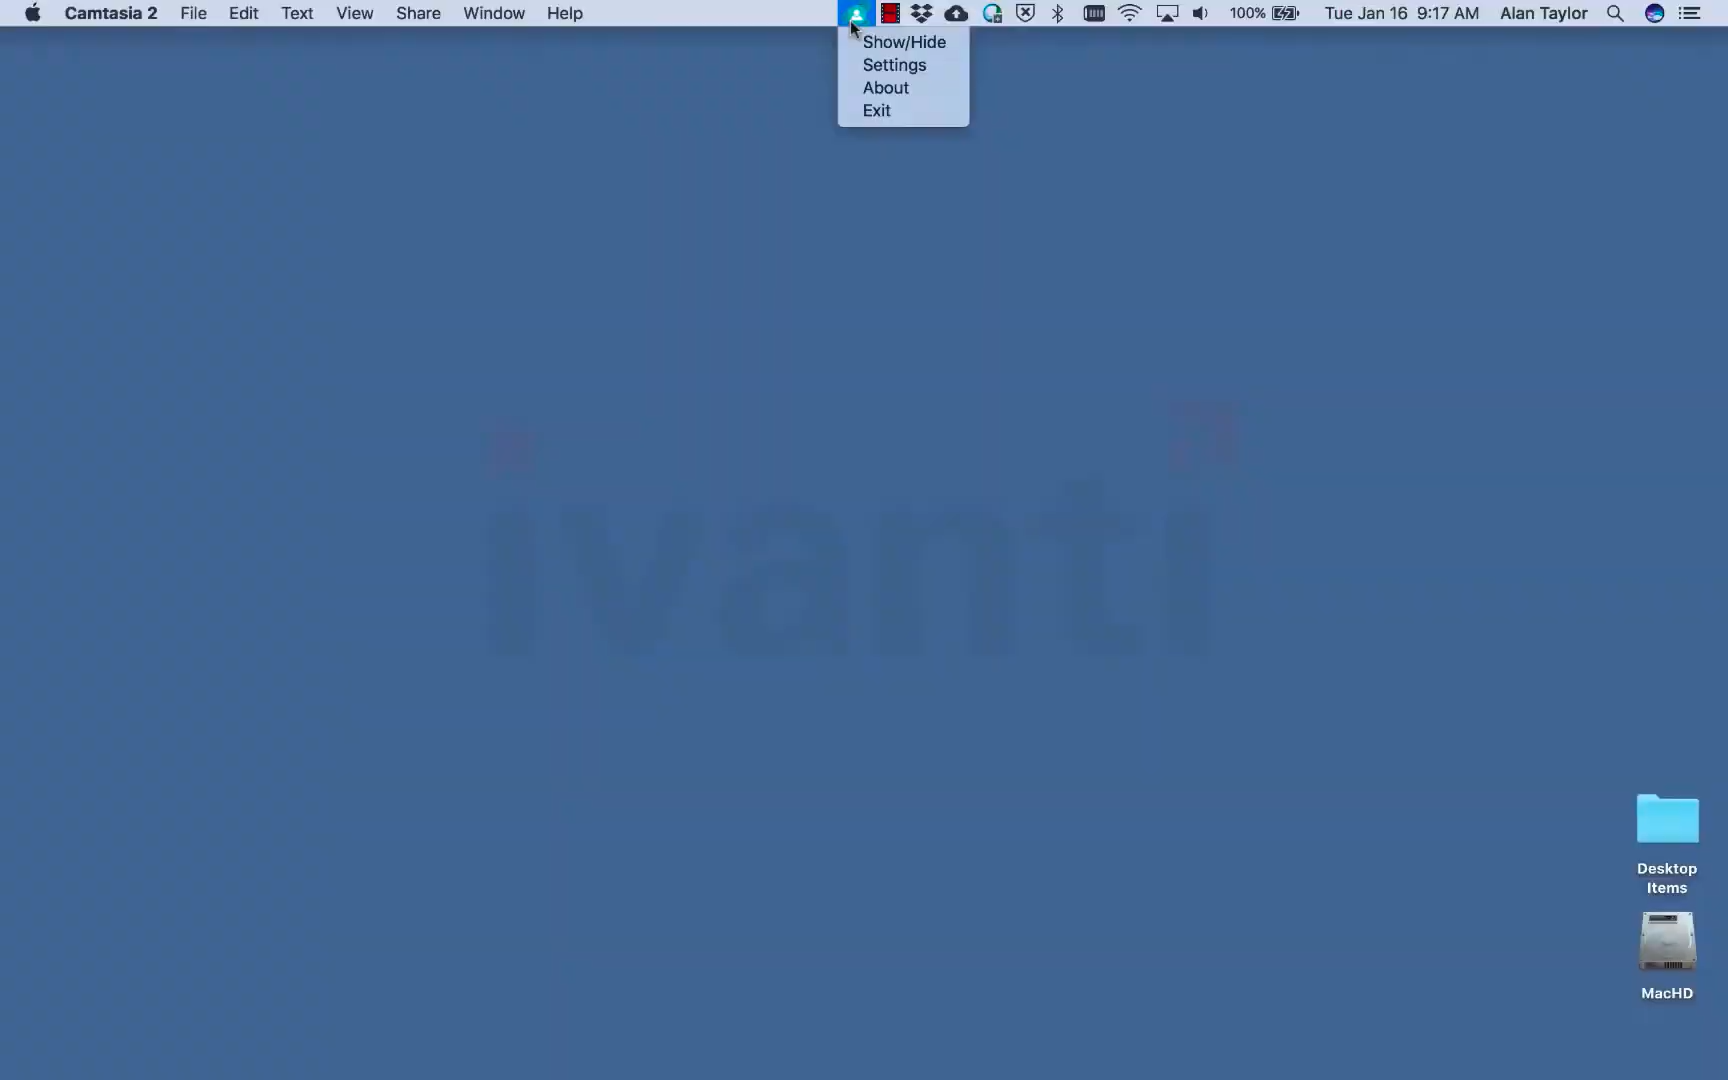 Camtasia 2 File Edit Text View Share Window Help 100% Tue Jan 16 9:17 AM Alan Taylor
Show/Hide
Settings
About
Exit
ivanti
Desktop
Items
MacHD